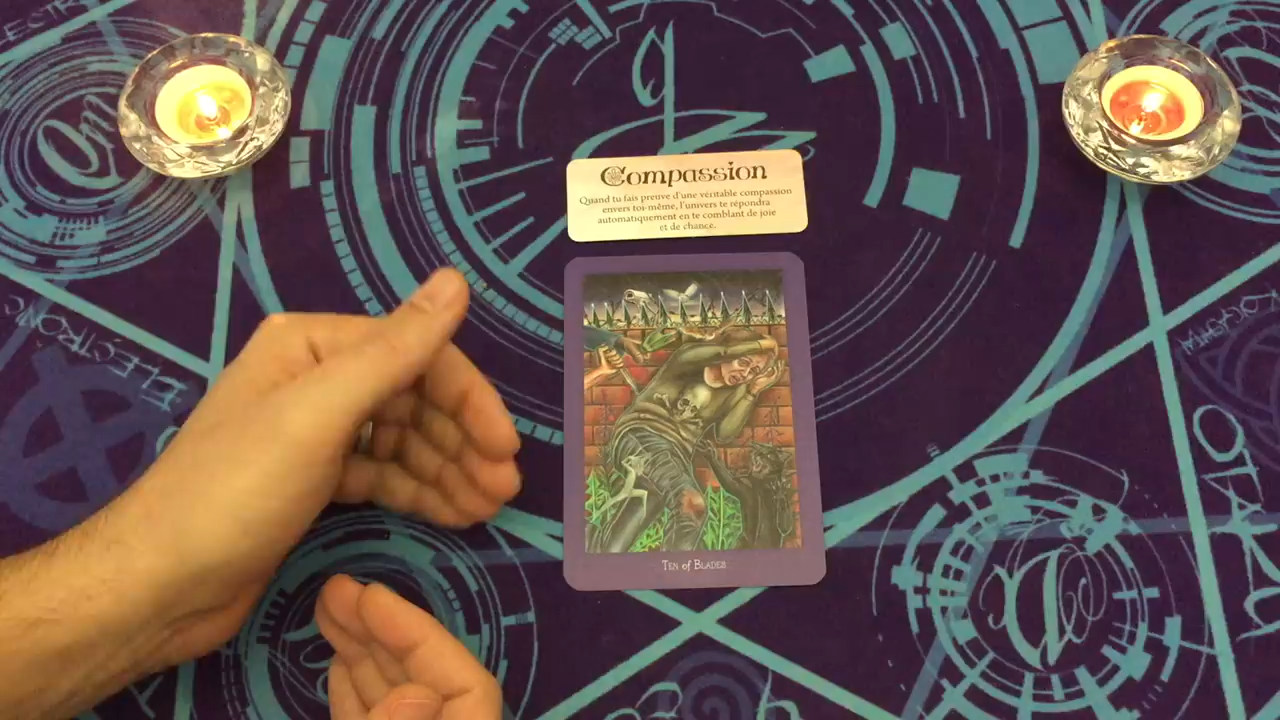 Compassion
Quand tu fais preuve d'une véritable compassion
envers toi-même, l'univers te répondra
automatiquement en te comblant de joie
et de chance.
Ten of Blades
ELECTRONIC